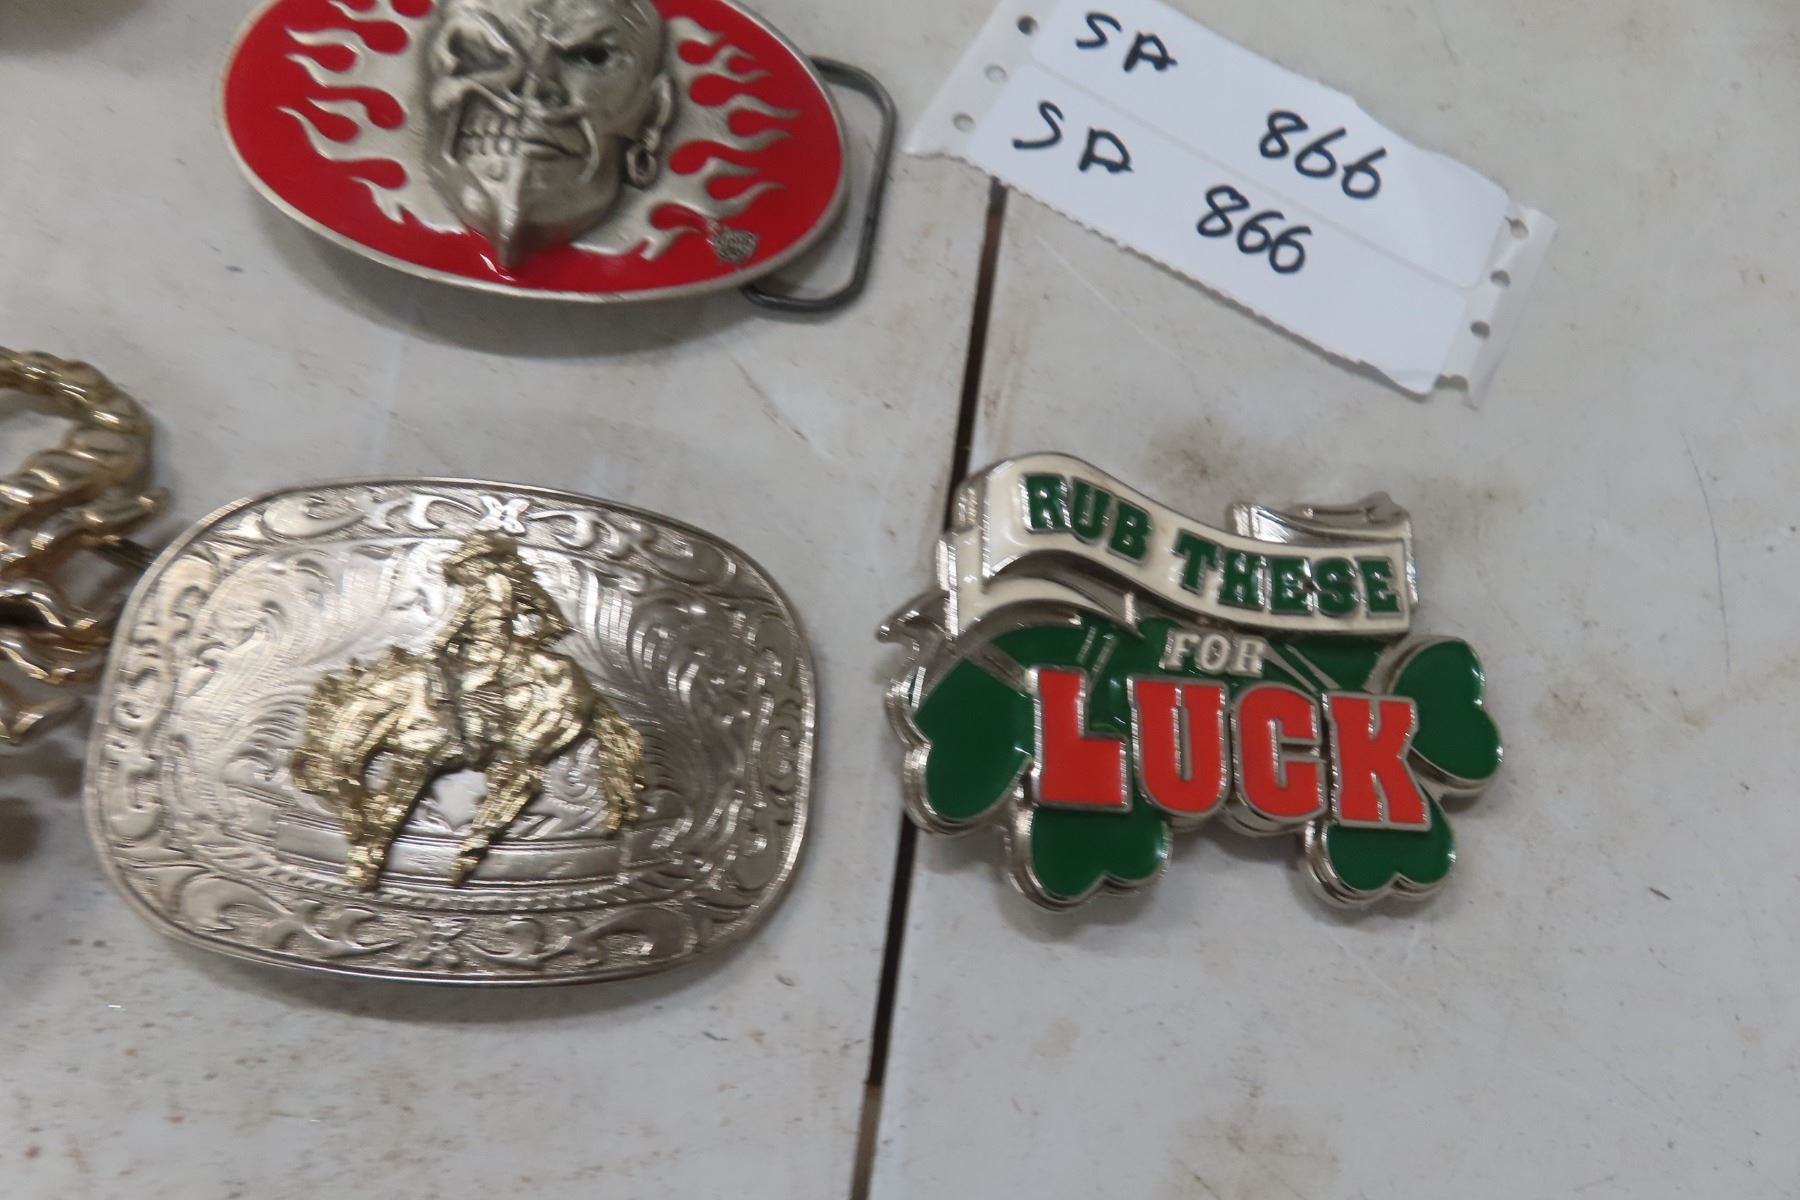 SA 866
SA 866
RUB THESE
FOR
LUCK